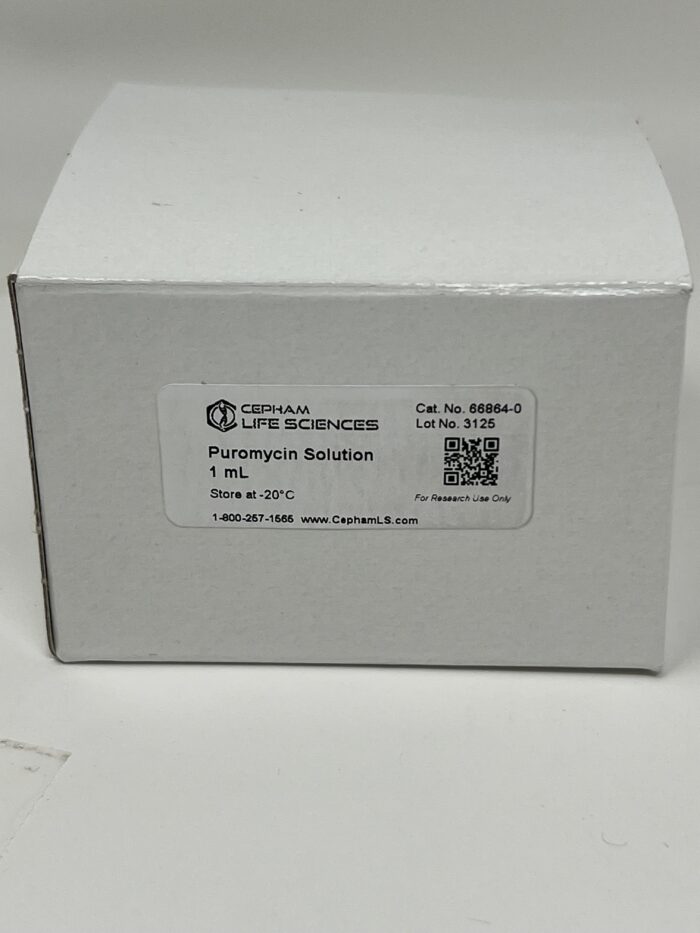 CEPHAM
LIFE SCIENCES
Cat. No. 66864-0
Lot No. 3125
Puromycin Solution
1 mL
Store at -20°C
For Research Use Only
1-800-257-1565 www.CephamLS.com